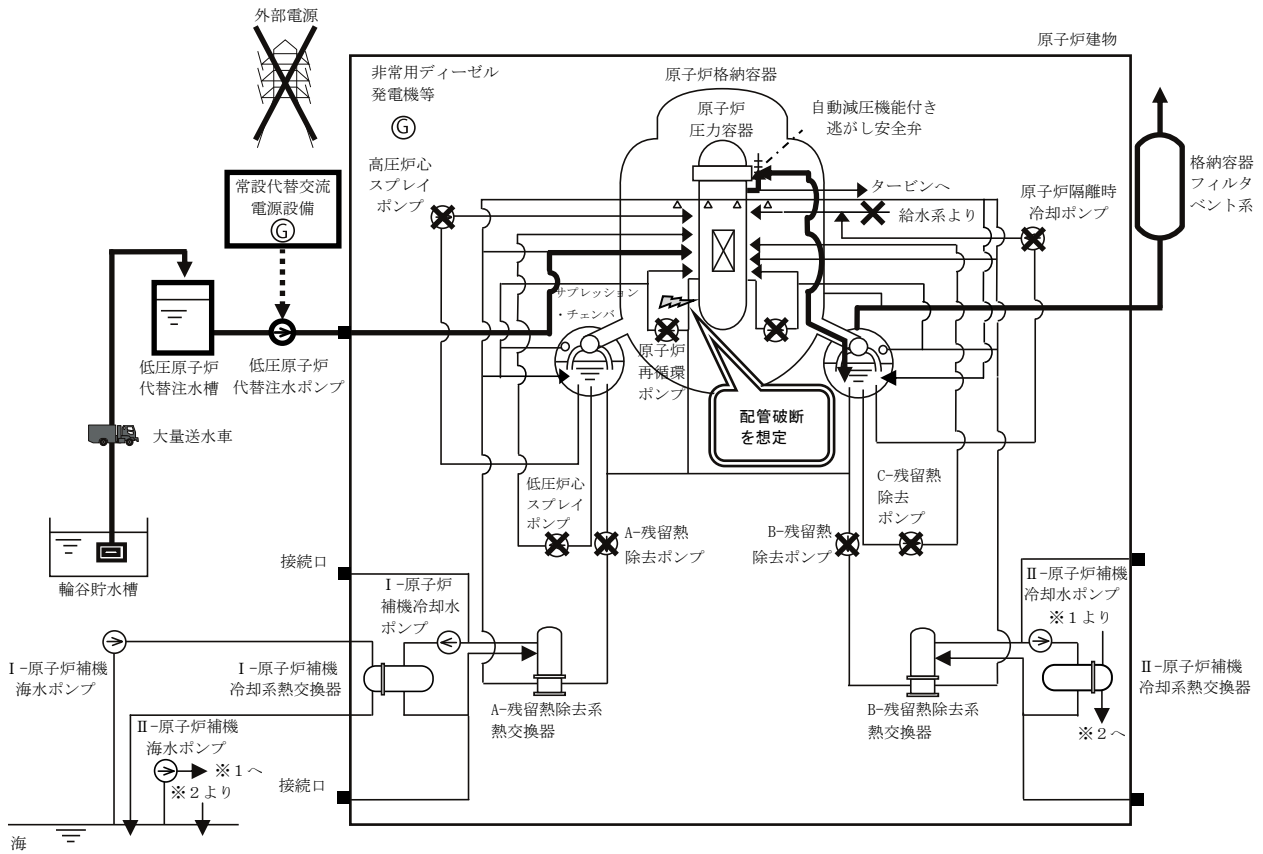 外部電源
原子炉建物
非常用ディーゼル
発電機等
G
原子炉格納容器
原子炉
圧力容器
自動減圧機能付き
逃がし安全弁
高圧炉心
スプレイ
ポンプ
常設代替交流
電源設備
G
タービンへ
給水系より
原子炉隔離時
冷却ポンプ
格納容器
フィルタ
ベント系
サプレッション
・チェンバ
低圧原子炉
代替注水槽
低圧原子炉
代替注水ポンプ
原子炉
再循環
ポンプ
配管破断
を想定
大量送水車
輪谷貯水槽
低圧炉心
スプレイ
ポンプ
A-残留熱
除去ポンプ
B-残留熱
除去ポンプ
C-残留熱
除去
ポンプ
接続口
Ⅰ-原子炉
補機冷却水
ポンプ
Ⅱ-原子炉補機
冷却水ポンプ
※1より
Ⅰ-原子炉補機
海水ポンプ
Ⅰ-原子炉補機
冷却系熱交換器
Ⅱ-原子炉補機
冷却系熱交換器
A-残留熱除去系
熱交換器
B-残留熱除去系
熱交換器
※2へ
Ⅱ-原子炉補機
海水ポンプ
※1へ
※2より
接続口
海